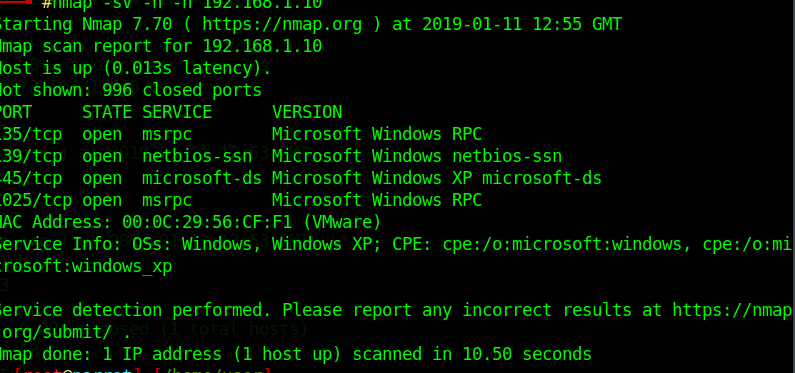 #nmap -sV -n 192.168.1.10
Starting Nmap 7.70 ( https://nmap.org ) at 2019-01-11 12:55 GMT
Nmap scan report for 192.168.1.10
Host is up (0.013s latency).
Not shown: 996 closed ports
PORT     STATE SERVICE      VERSION
135/tcp  open  msrpc        Microsoft Windows RPC
139/tcp  open  netbios-ssn  Microsoft Windows netbios-ssn
445/tcp  open  microsoft-ds Microsoft Windows XP microsoft-ds
1025/tcp open  msrpc        Microsoft Windows RPC
MAC Address: 00:0C:29:56:CF:F1 (VMware)
Service Info: OSs: Windows, Windows XP; CPE: cpe:/o:microsoft:windows, cpe:/o:mi
crosoft:windows_xp
Service detection performed. Please report any incorrect results at https://nmap
.org/submit/ .
Nmap done: 1 IP address (1 host up) scanned in 10.50 seconds